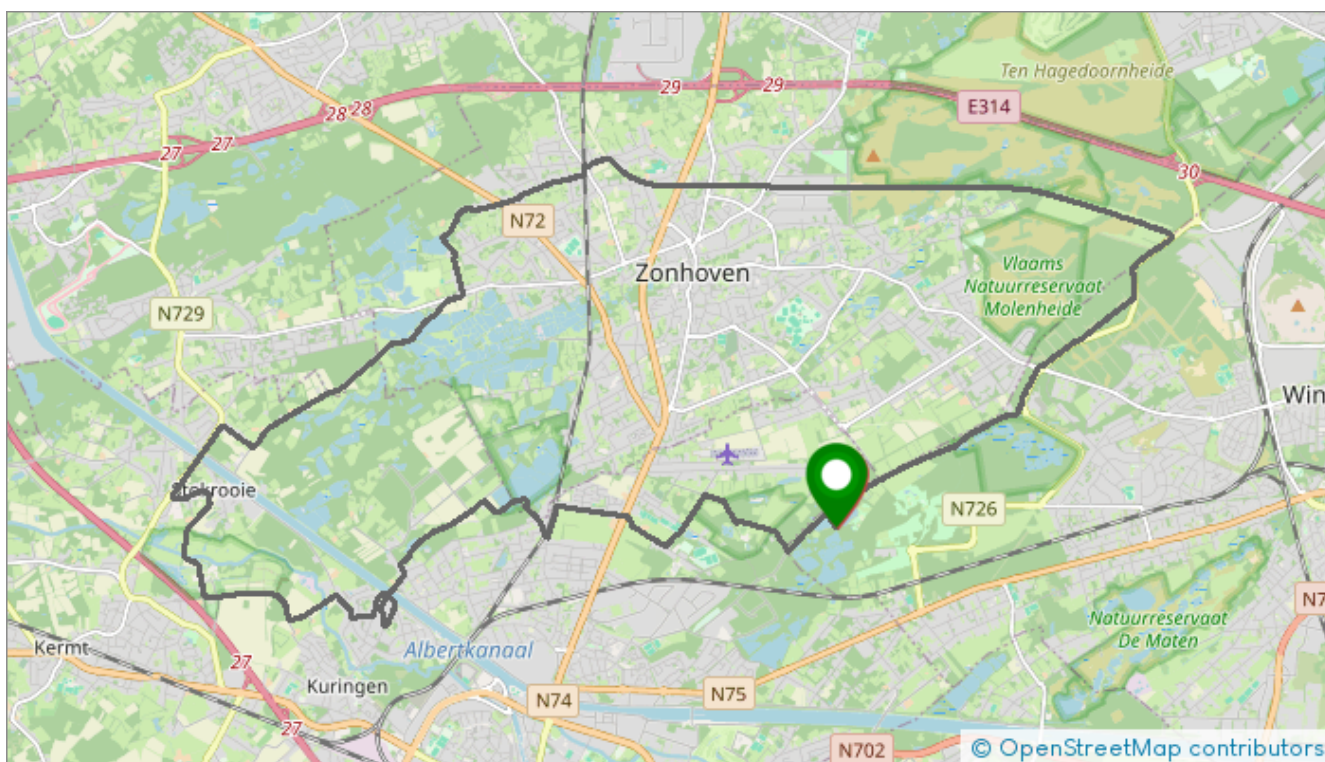 Ten Hagedoornheide
29
29
E314
28
28
27
27
30
N72
Vlaams
Natuurreservaat
Molenheide
Zonhoven
N729
Win
Stokrooie
N726
Natuurreservaat
De Maten
N7
Kermt
27
Albertkanaal
Kuringen
N75
N74
27
N702
© OpenStreetMap contributors